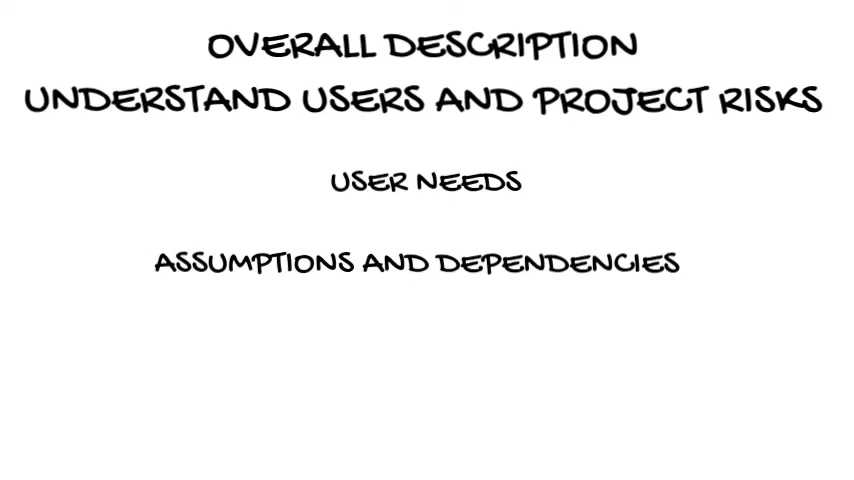 OVERALL DESCRIPTION
UNDERSTAND USERS AND PROJECT RISKS
USER NEEDS
ASSUMPTIONS AND DEPENDENCIES